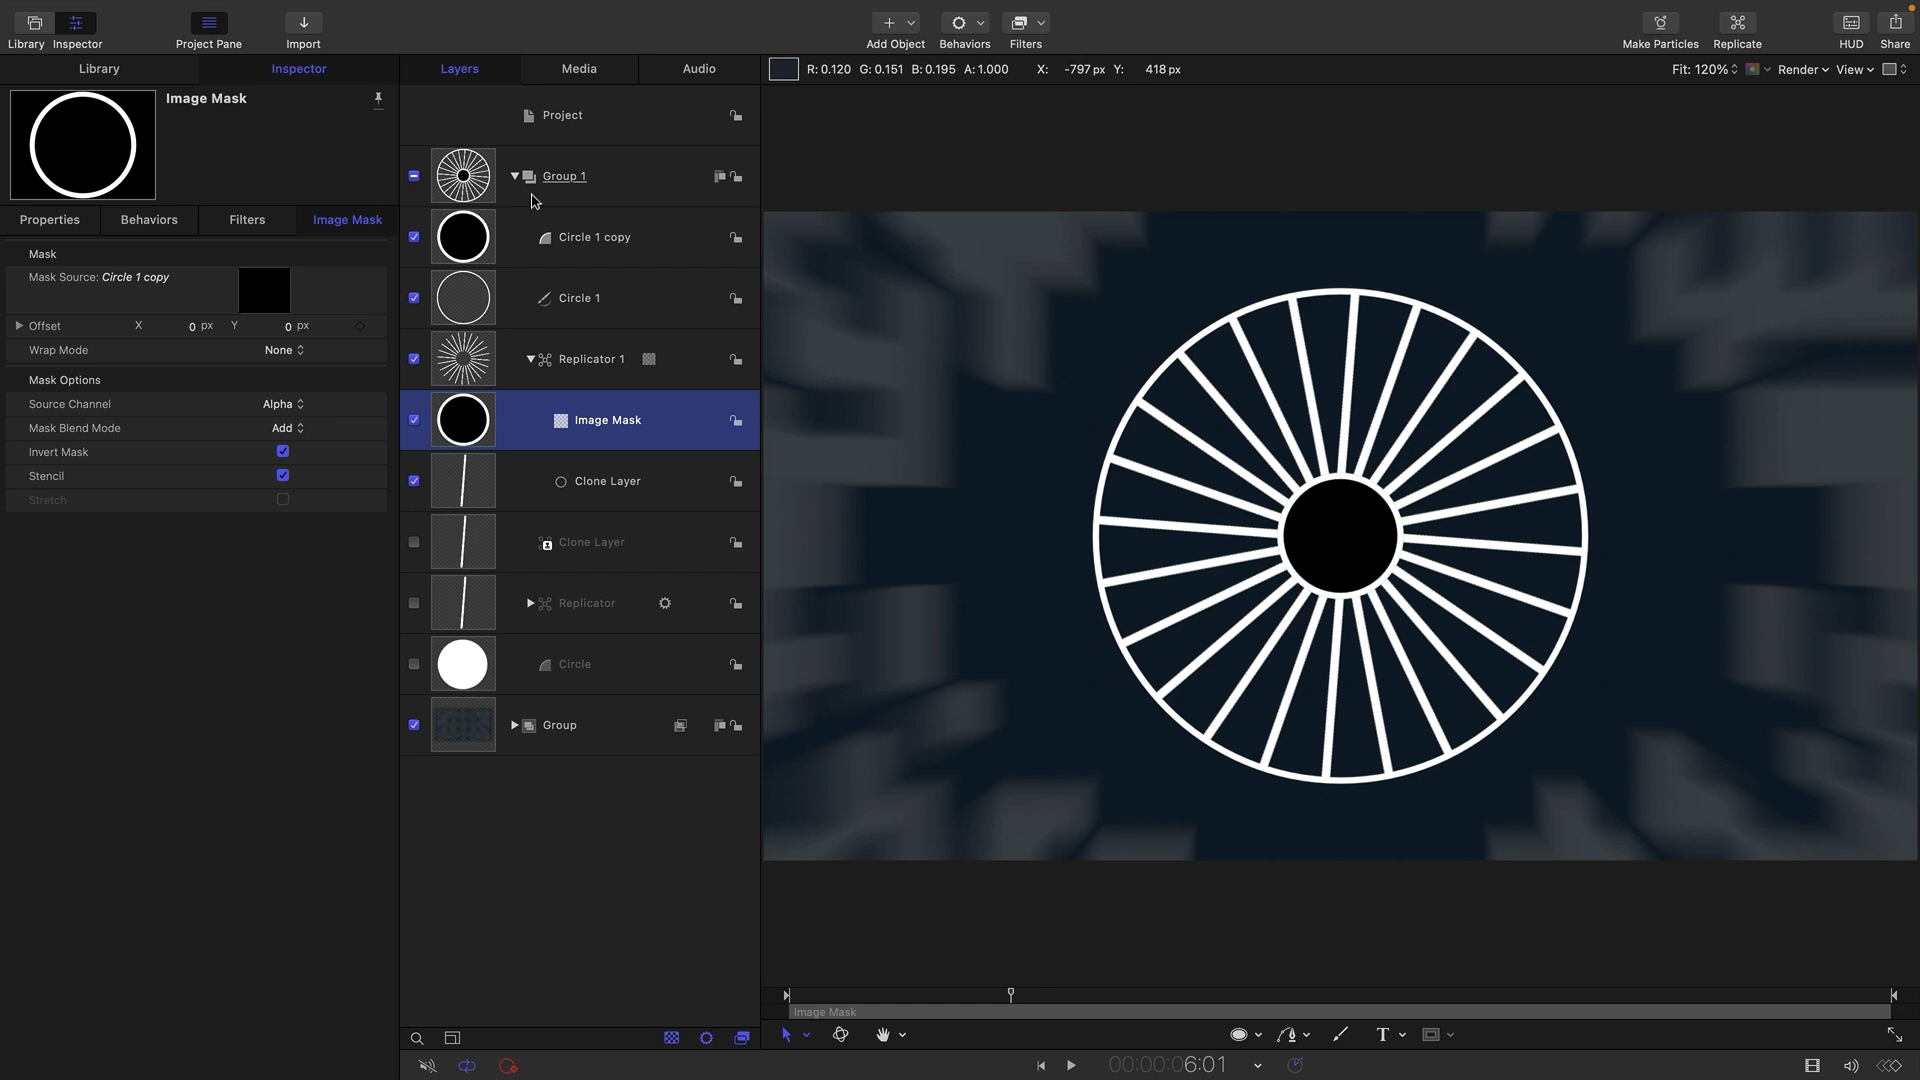 Library Inspector Project Pane Import Add Object Behaviors Filters Make Particles Replicate HUD Share
Library Inspector Layers Media Audio R: 0.120 G: 0.151 B: 0.195 A: 1.000 X: -797 px Y: 418 px Fit: 120% Render View
Image Mask
Project
Group 1
Properties Behaviors Filters Image Mask
Circle 1 copy
Mask
Mask Source: Circle 1 copy
Circle 1
Offset X 0 px Y 0 px
Wrap Mode None
Replicator 1
Mask Options
Source Channel Alpha
Image Mask
Mask Blend Mode Add
Invert Mask
Stencil
Clone Layer
Stretch
Clone Layer
Replicator
Circle
Group
Image Mask
T
00:00:06:01